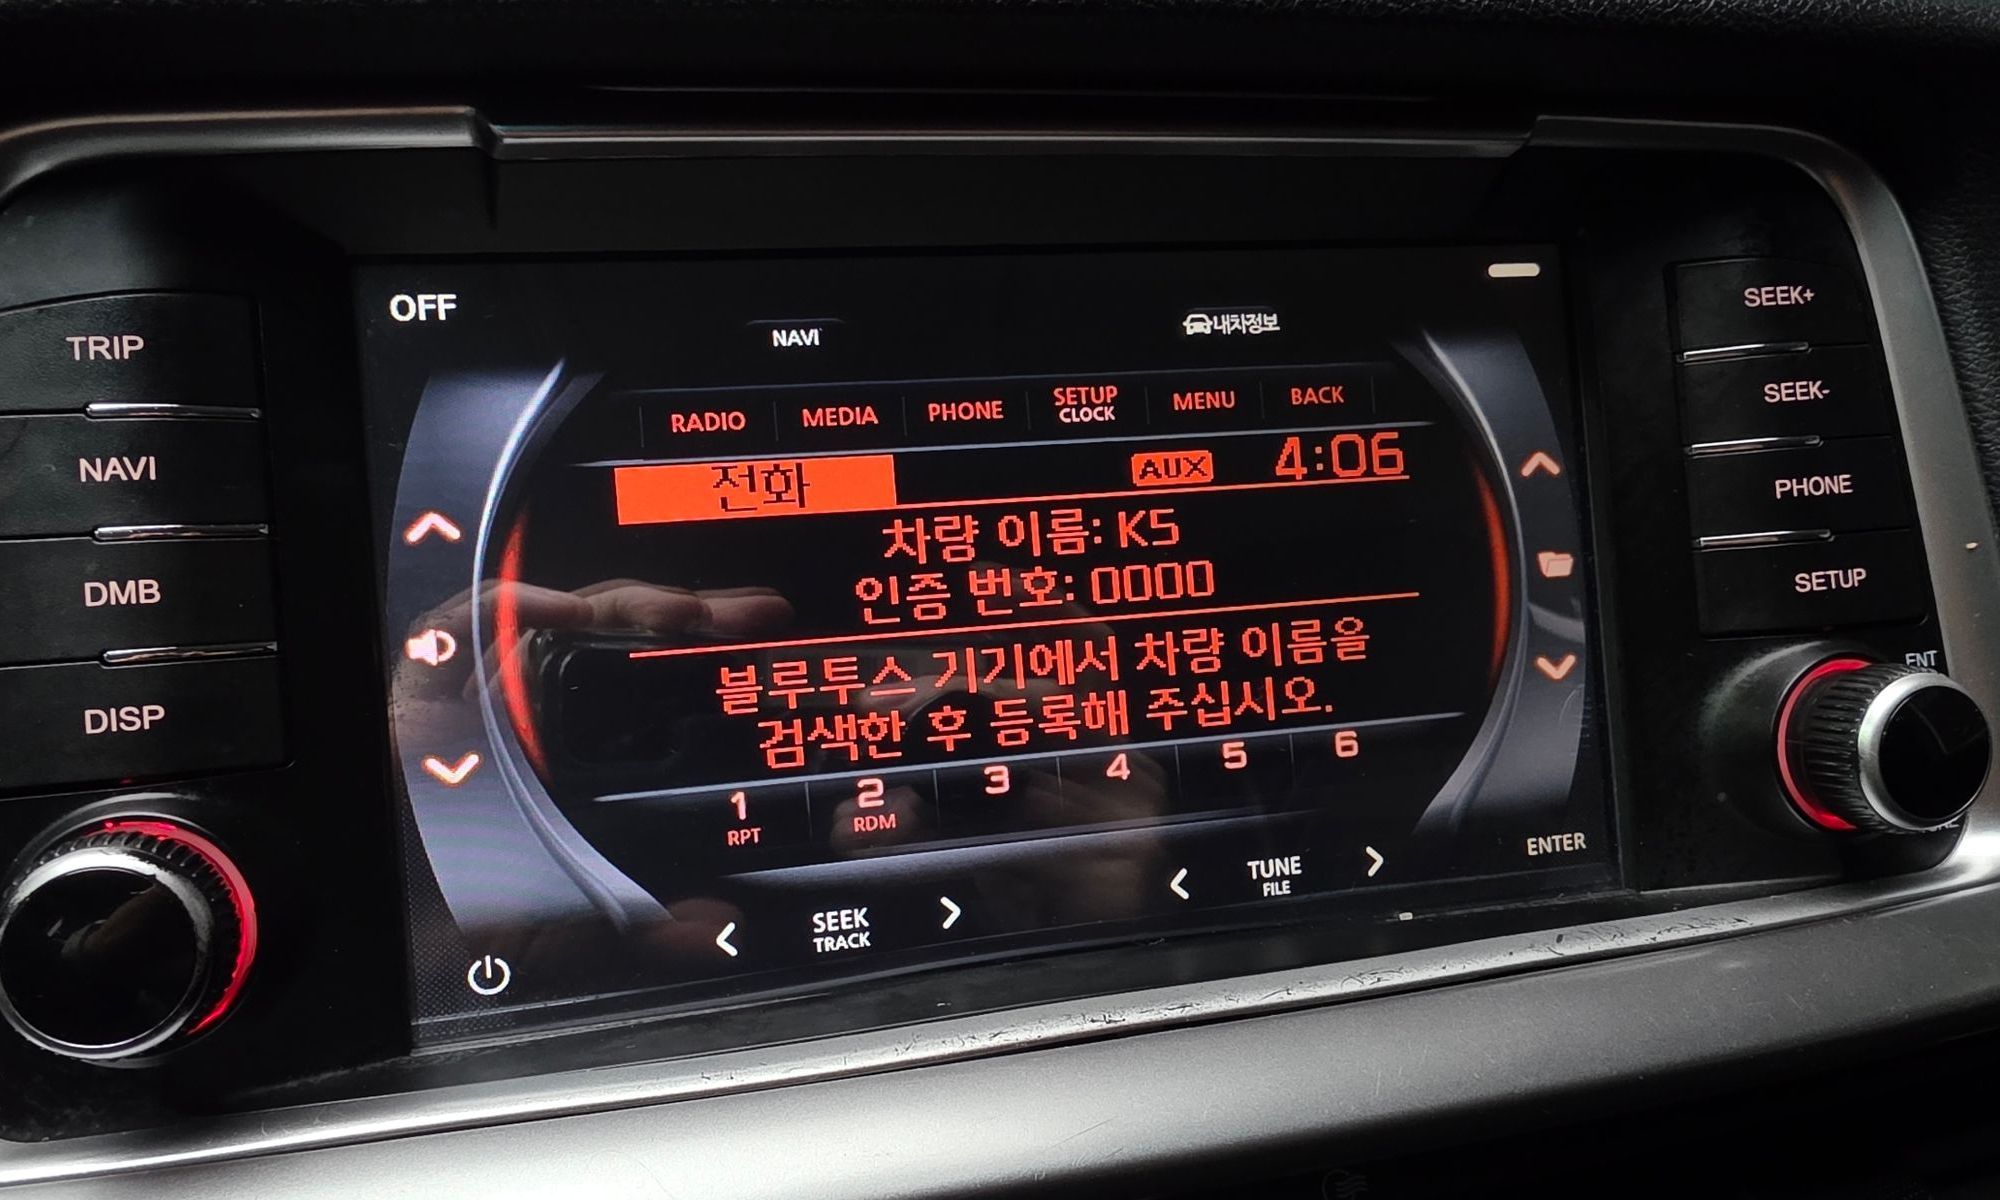 TRIP
NAVI
DMB
DISP
OFF
NAVI
내차정보
RADIO
MEDIA
PHONE
SETUP
CLOCK
MENU
BACK
전화
AUX
4:06
차량 이름: K5
인증 번호: 0000
블루투스 기기에서 차량 이름을
검색한 후 등록해 주십시오.
1
RPT
2
RDM
3
4
5
6
SEEK
TRACK
TUNE
FILE
ENTER
SEEK+
SEEK-
PHONE
SETUP
ENT